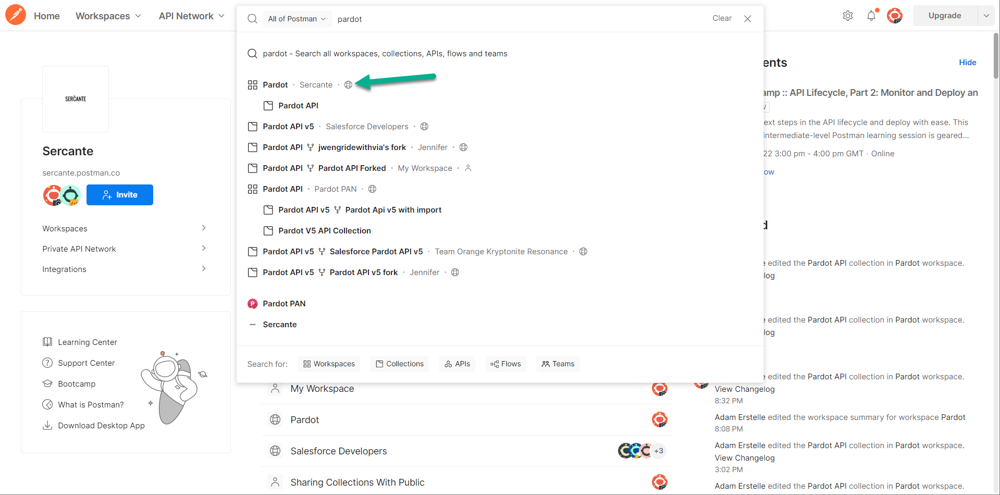 Home
Workspaces
API Network
All of Postman
pardot
Clear
Upgrade
pardot - Search all workspaces, collections, APIs, flows and teams
Pardot · Sercante ·
Pardot API
Pardot API v5 · Salesforce Developers ·
Pardot API jwengridewithvia's fork · Jennifer ·
Pardot API Pardot API Forked · My Workspace ·
Pardot API · Pardot PAN ·
Pardot API v5 Pardot Api v5 with import
Pardot V5 API Collection
Pardot API v5 Salesforce Pardot API v5 · Team Orange Kryptonite Resonance ·
Pardot API v5 Pardot API v5 fork · Jennifer ·
P Pardot PAN
Sercante
Search for:
Workspaces
Collections
APIs
Flows
Teams
SERCANTE
Sercante
sercante.postman.co
Invite
Workspaces
Private API Network
Integrations
Learning Center
Support Center
Bootcamp
What is Postman?
Download Desktop App
My Workspace
Pardot
Salesforce Developers
+3
Sharing Collections With Public
ents
Hide
amp :: API Lifecycle, Part 2: Monitor and Deploy an
ext steps in the API lifecycle and deploy with ease. This
intermediate-level Postman learning session is geared...
22 3:00 pm - 4:00 pm GMT · Online
ow
d
e edited the Pardot API collection in Pardot workspace.
log
e edited the Pardot API collection in Pardot workspace.
log
e edited the Pardot API collection in Pardot workspace.
View Changelog
8:32 PM
Adam Erstelle edited the workspace summary for workspace Pardot
8:08 PM
Adam Erstelle edited the Pardot API collection in Pardot workspace.
View Changelog
3:02 PM
Adam Erstelle edited the Pardot API collection in Pardot workspace.